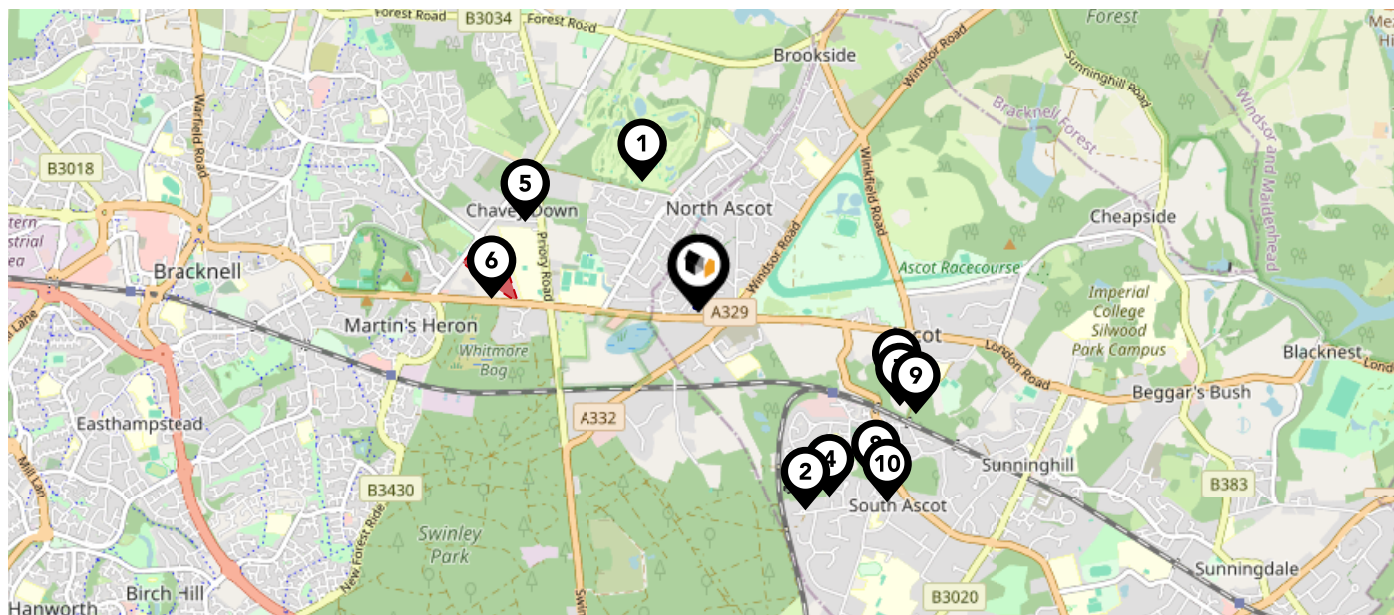 Forest Road
B3034
Forest Road
Forest
Brookside
Windsor Road
Sunninghill Road
Warfield Road
Bracknell Forest
Windsor and Maidenhead
1
B3018
Winkfield Road
5
Chavey Down
North Ascot
Cheapside
Priory Road
Windsor Road
6
Bracknell
Ascot Racecourse
Imperial
College
Silwood
Park Campus
A329
Martin's Heron
Whitmore
Bog
cot
London Road
Blacknest
9
Beggar's Bush
A332
Easthampstead
8
4
2
10
Sunninghill
B3430
B383
South Ascot
Mill Lan
New Forest Ride
Swinley
Park
Sunningdale
Birch Hill
B3020
Hanworth